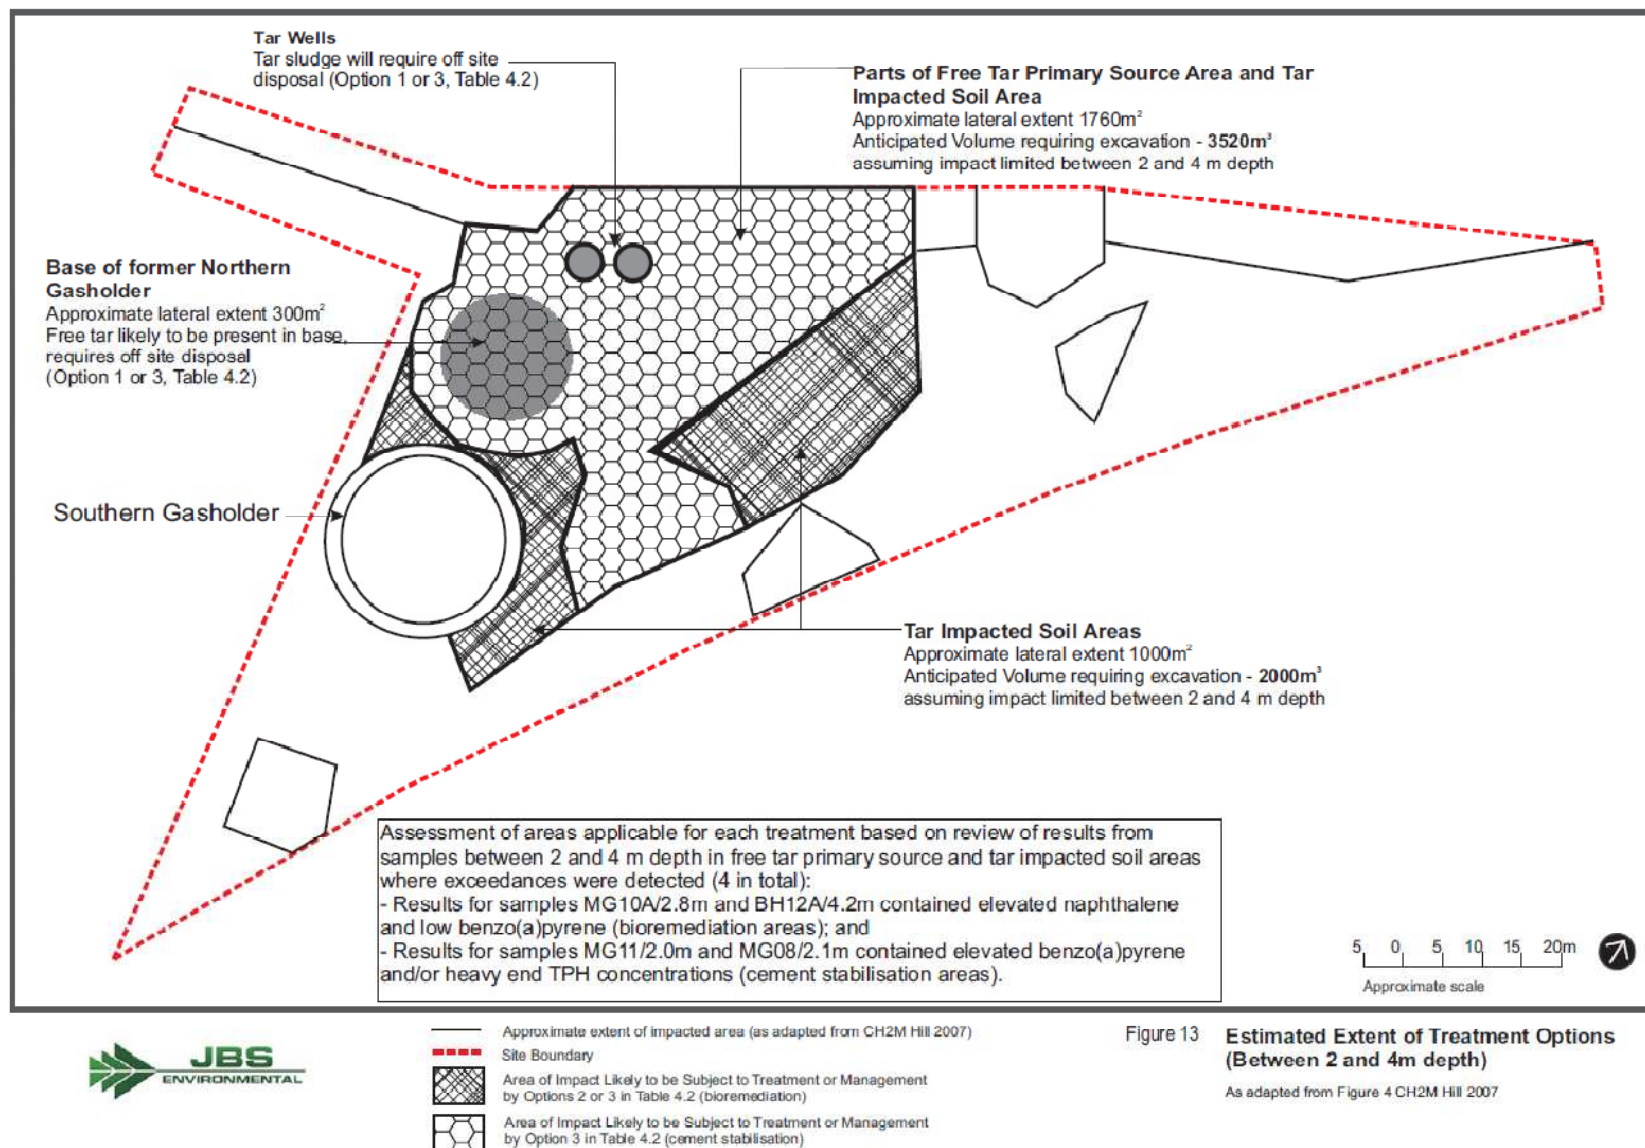 Tar Wells
Tar sludge will require off site
disposal (Option 1 or 3, Table 4.2)
Parts of Free Tar Primary Source Area and Tar
Impacted Soil Area
Approximate lateral extent 1760m²
Anticipated Volume requiring excavation - 3520m³
assuming impact limited between 2 and 4 m depth
Base of former Northern
Gasholder
Approximate lateral extent 300m²
Free tar likely to be present in base,
requires off site disposal
(Option 1 or 3, Table 4.2)
Southern Gasholder
Tar Impacted Soil Areas
Approximate lateral extent 1000m²
Anticipated Volume requiring excavation - 2000m³
assuming impact limited between 2 and 4 m depth
Assessment of areas applicable for each treatment based on review of results from
samples between 2 and 4 m depth in free tar primary source and tar impacted soil areas
where exceedances were detected (4 in total):
- Results for samples MG10A/2.8m and BH12A/4.2m contained elevated naphthalene
and low benzo(a)pyrene (bioremediation areas); and
- Results for samples MG11/2.0m and MG08/2.1m contained elevated benzo(a)pyrene
and/or heavy end TPH concentrations (cement stabilisation areas).
5 0 5 10 15 20m
Approximate scale
JBS
ENVIRONMENTAL
Approximate extent of impacted area (as adapted from CH2M Hill 2007)
Site Boundary
Area of Impact Likely to be Subject to Treatment or Management
by Options 2 or 3 in Table 4.2 (bioremediation)
Area of Impact Likely to be Subject to Treatment or Management
by Option 3 in Table 4.2 (cement stabilisation)
Figure 13 Estimated Extent of Treatment Options
(Between 2 and 4m depth)
As adapted from Figure 4 CH2M Hill 2007